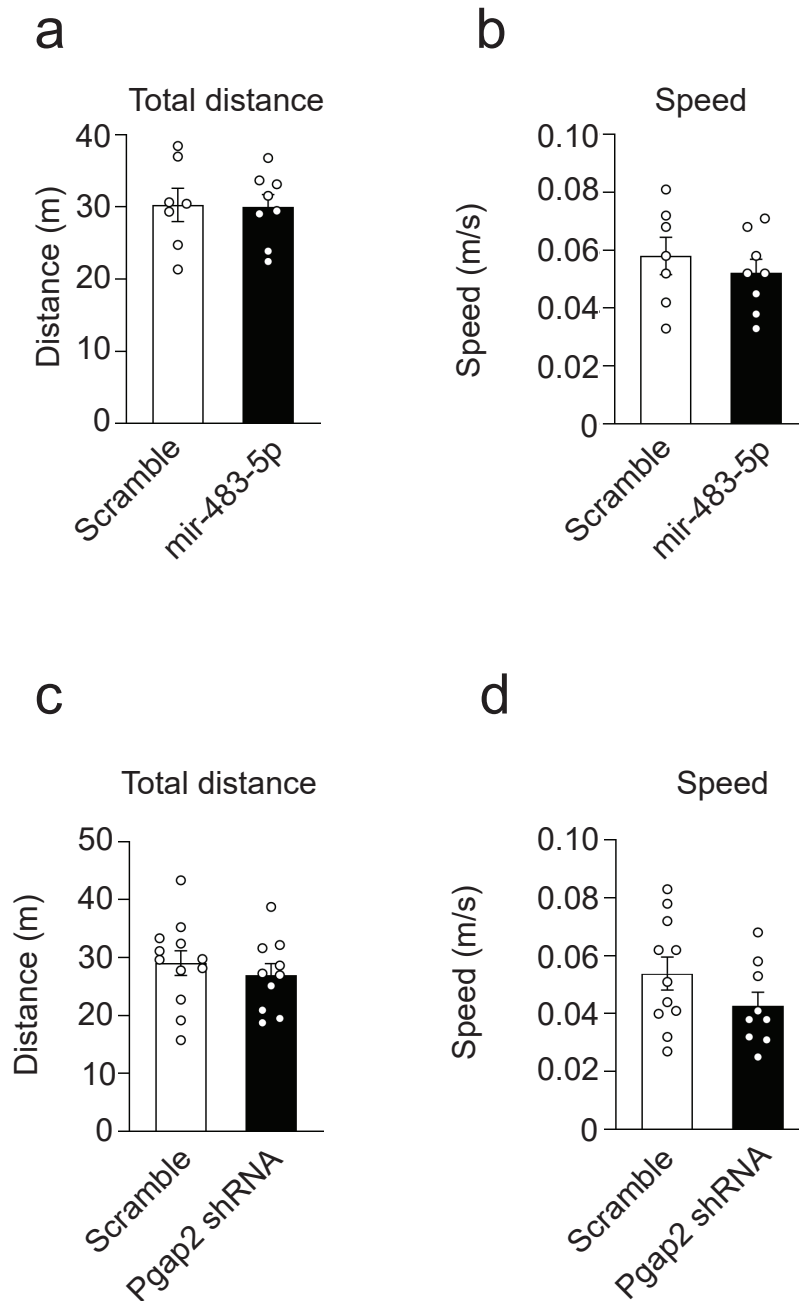 a
Total distance
Distance (m)
40
30
20
10
0
Scramble
mir-483-5p
b
Speed
Speed (m/s)
0.10
0.08
0.06
0.04
0.02
0
Scramble
mir-483-5p
c
Total distance
Distance (m)
50
40
30
20
10
0
Scramble
Pgap2 shRNA
d
Speed
Speed (m/s)
0.10
0.08
0.06
0.04
0.02
0
Scramble
Pgap2 shRNA